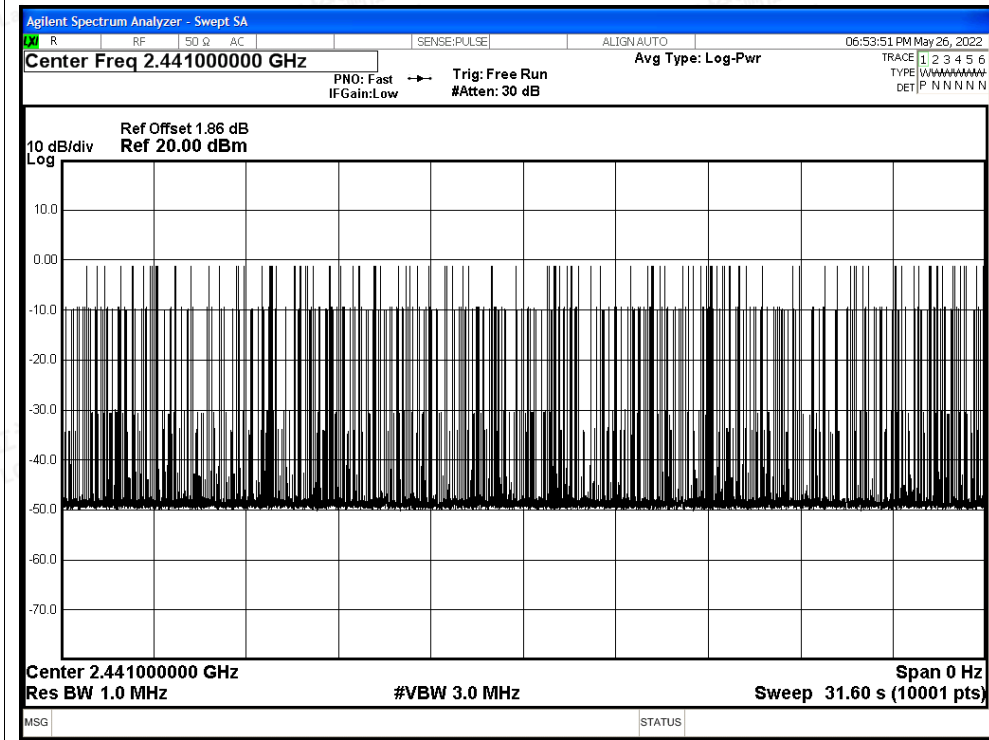 Agilent Spectrum Analyzer - Swept SA
LXI R RF 50 Ω AC SENSE:PULSE ALIGN AUTO 06:53:51 PM May 26, 2022
Center Freq 2.441000000 GHz Avg Type: Log-Pwr TRACE 1 2 3 4 5 6
PNO: Fast Trig: Free Run TYPE
IFGain:Low #Atten: 30 dB DET P N N N N N
Ref Offset 1.86 dB
10 dB/div Ref 20.00 dBm
Log
10.0
0.00
-10.0
-20.0
-30.0
-40.0
-50.0
-60.0
-70.0
Center 2.441000000 GHz Span 0 Hz
Res BW 1.0 MHz #VBW 3.0 MHz Sweep 31.60 s (10001 pts)
MSG STATUS